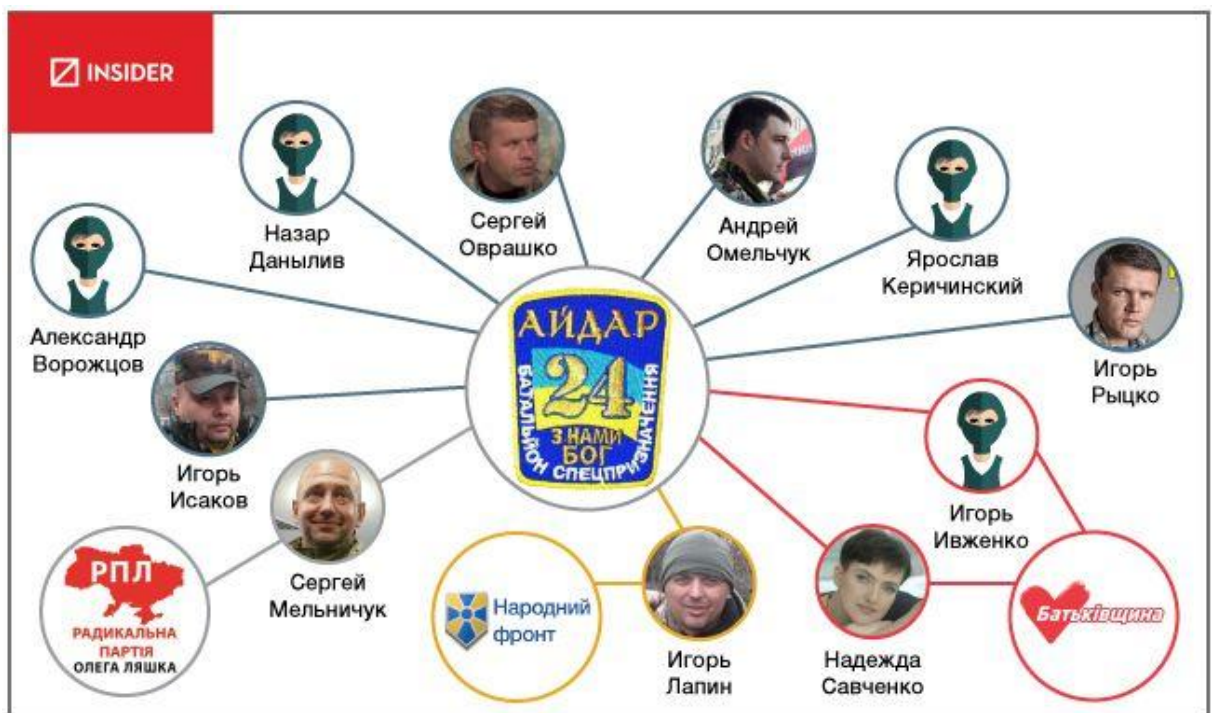 INSIDER
Назар
Данылив
Сергей
Оврашко
Андрей
Омельчук
Ярослав
Керичинский
Александр
Ворожцов
Игорь
Рыцко
АЙДАР
24
З НАМИ
БОГ
БАТАЛЬЙОН СПЕЦПРИЗНАЧЕННЯ
Игорь
Исаков
Сергей
Мельничук
Игорь
Ивженко
РПЛ
РАДИКАЛЬНА
ПАРТІЯ
ОЛЕГА ЛЯШКА
Народний
фронт
Игорь
Лапин
Надежда
Савченко
Батьківщина